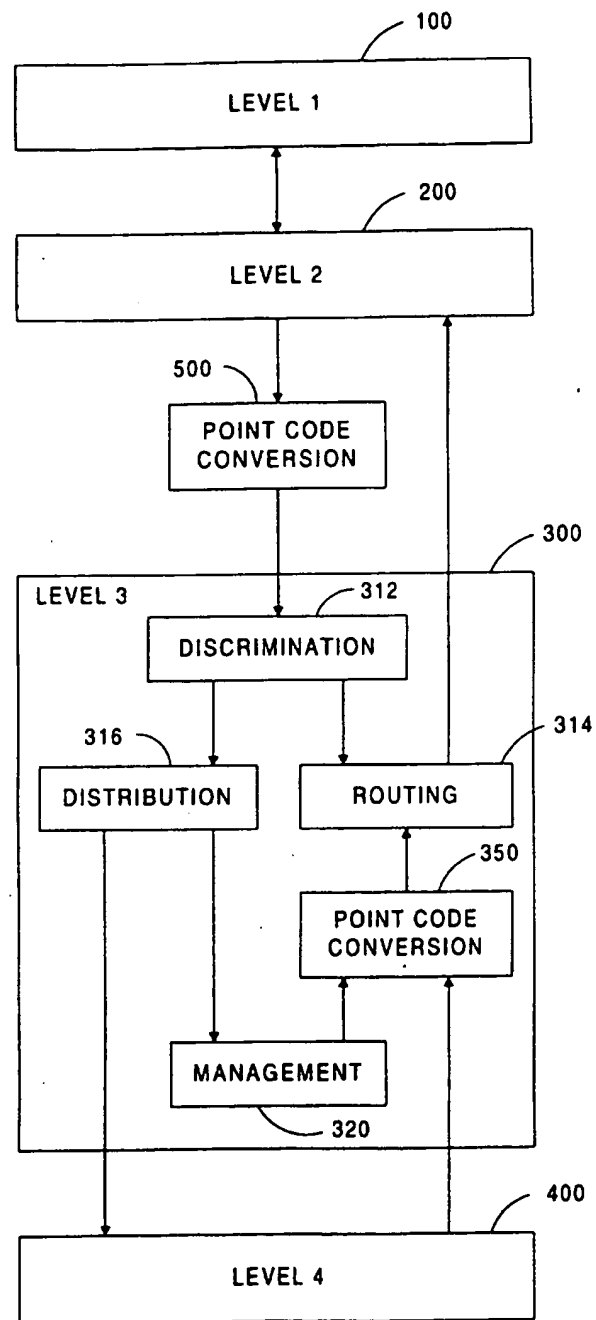 100
LEVEL 1
200
LEVEL 2
500
POINT CODE
CONVERSION
300
LEVEL 3
312
DISCRIMINATION
316
314
DISTRIBUTION
ROUTING
350
POINT CODE
CONVERSION
MANAGEMENT
320
400
LEVEL 4